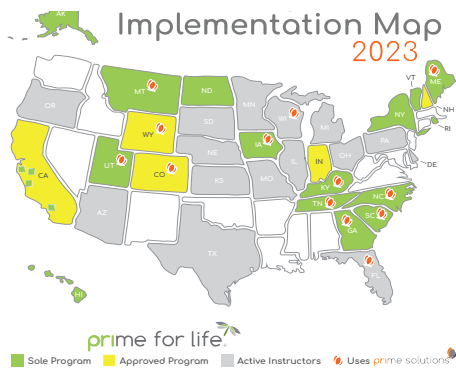 Implementation Map
2023
AK
MT
ND
OR
MN
SD
WY
WI
MI
ME
VT
NH
NY
RI
PA
DE
IA
NE
UT
CO
CA
KS
MO
IL
IN
OH
KY
TN
NC
SC
GA
AZ
TX
FL
HI
prime for life
Sole Program
Approved Program
Active Instructors
Uses prime solutions